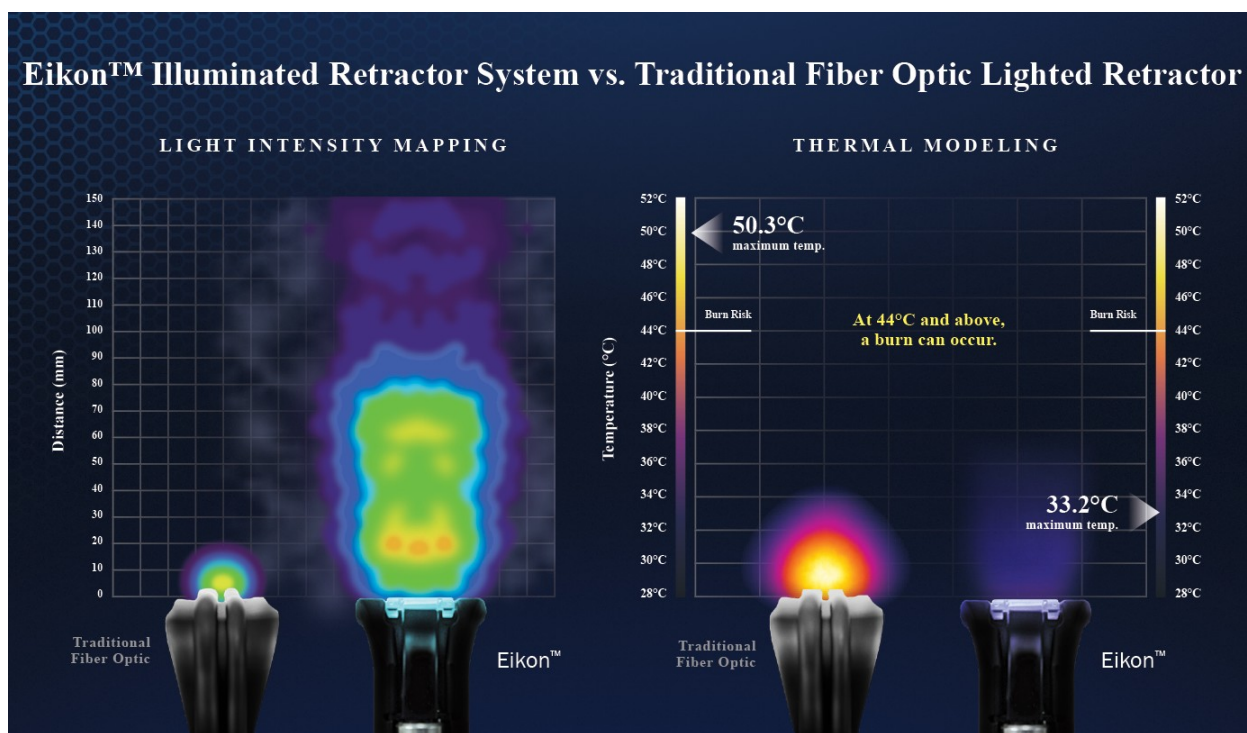 Eikon™ Illuminated Retractor System vs. Traditional Fiber Optic Lighted Retractor
LIGHT INTENSITY MAPPING
150
140
130
120
110
100
90
80
70
60
50
40
30
20
10
0
Distance (mm)
Traditional
Fiber Optic
Eikon™
THERMAL MODELING
52°C
50°C
48°C
46°C
44°C
42°C
40°C
38°C
36°C
34°C
32°C
30°C
28°C
Temperature (°C)
50.3°C
maximum temp.
Burn Risk
At 44°C and above,
a burn can occur.
Burn Risk
33.2°C
maximum temp.
52°C
50°C
48°C
46°C
44°C
42°C
40°C
38°C
36°C
34°C
32°C
30°C
28°C
Traditional
Fiber Optic
Eikon™